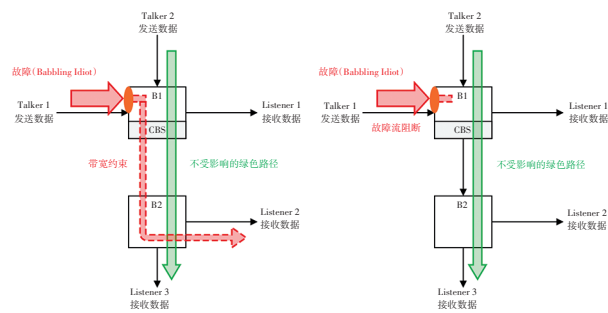 Talker 2
发送数据
故障(Babbling Idiot)
B1
Talker 1
发送数据
Listener 1
接收数据
CBS
带宽约束
不受影响的绿色路径
B2
Listener 2
接收数据
Listener 3
接收数据
Talker 2
发送数据
故障(Babbling Idiot)
B1
Talker 1
发送数据
Listener 1
接收数据
故障流阻断
CBS
不受影响的绿色路径
B2
Listener 2
接收数据
Listener 3
接收数据